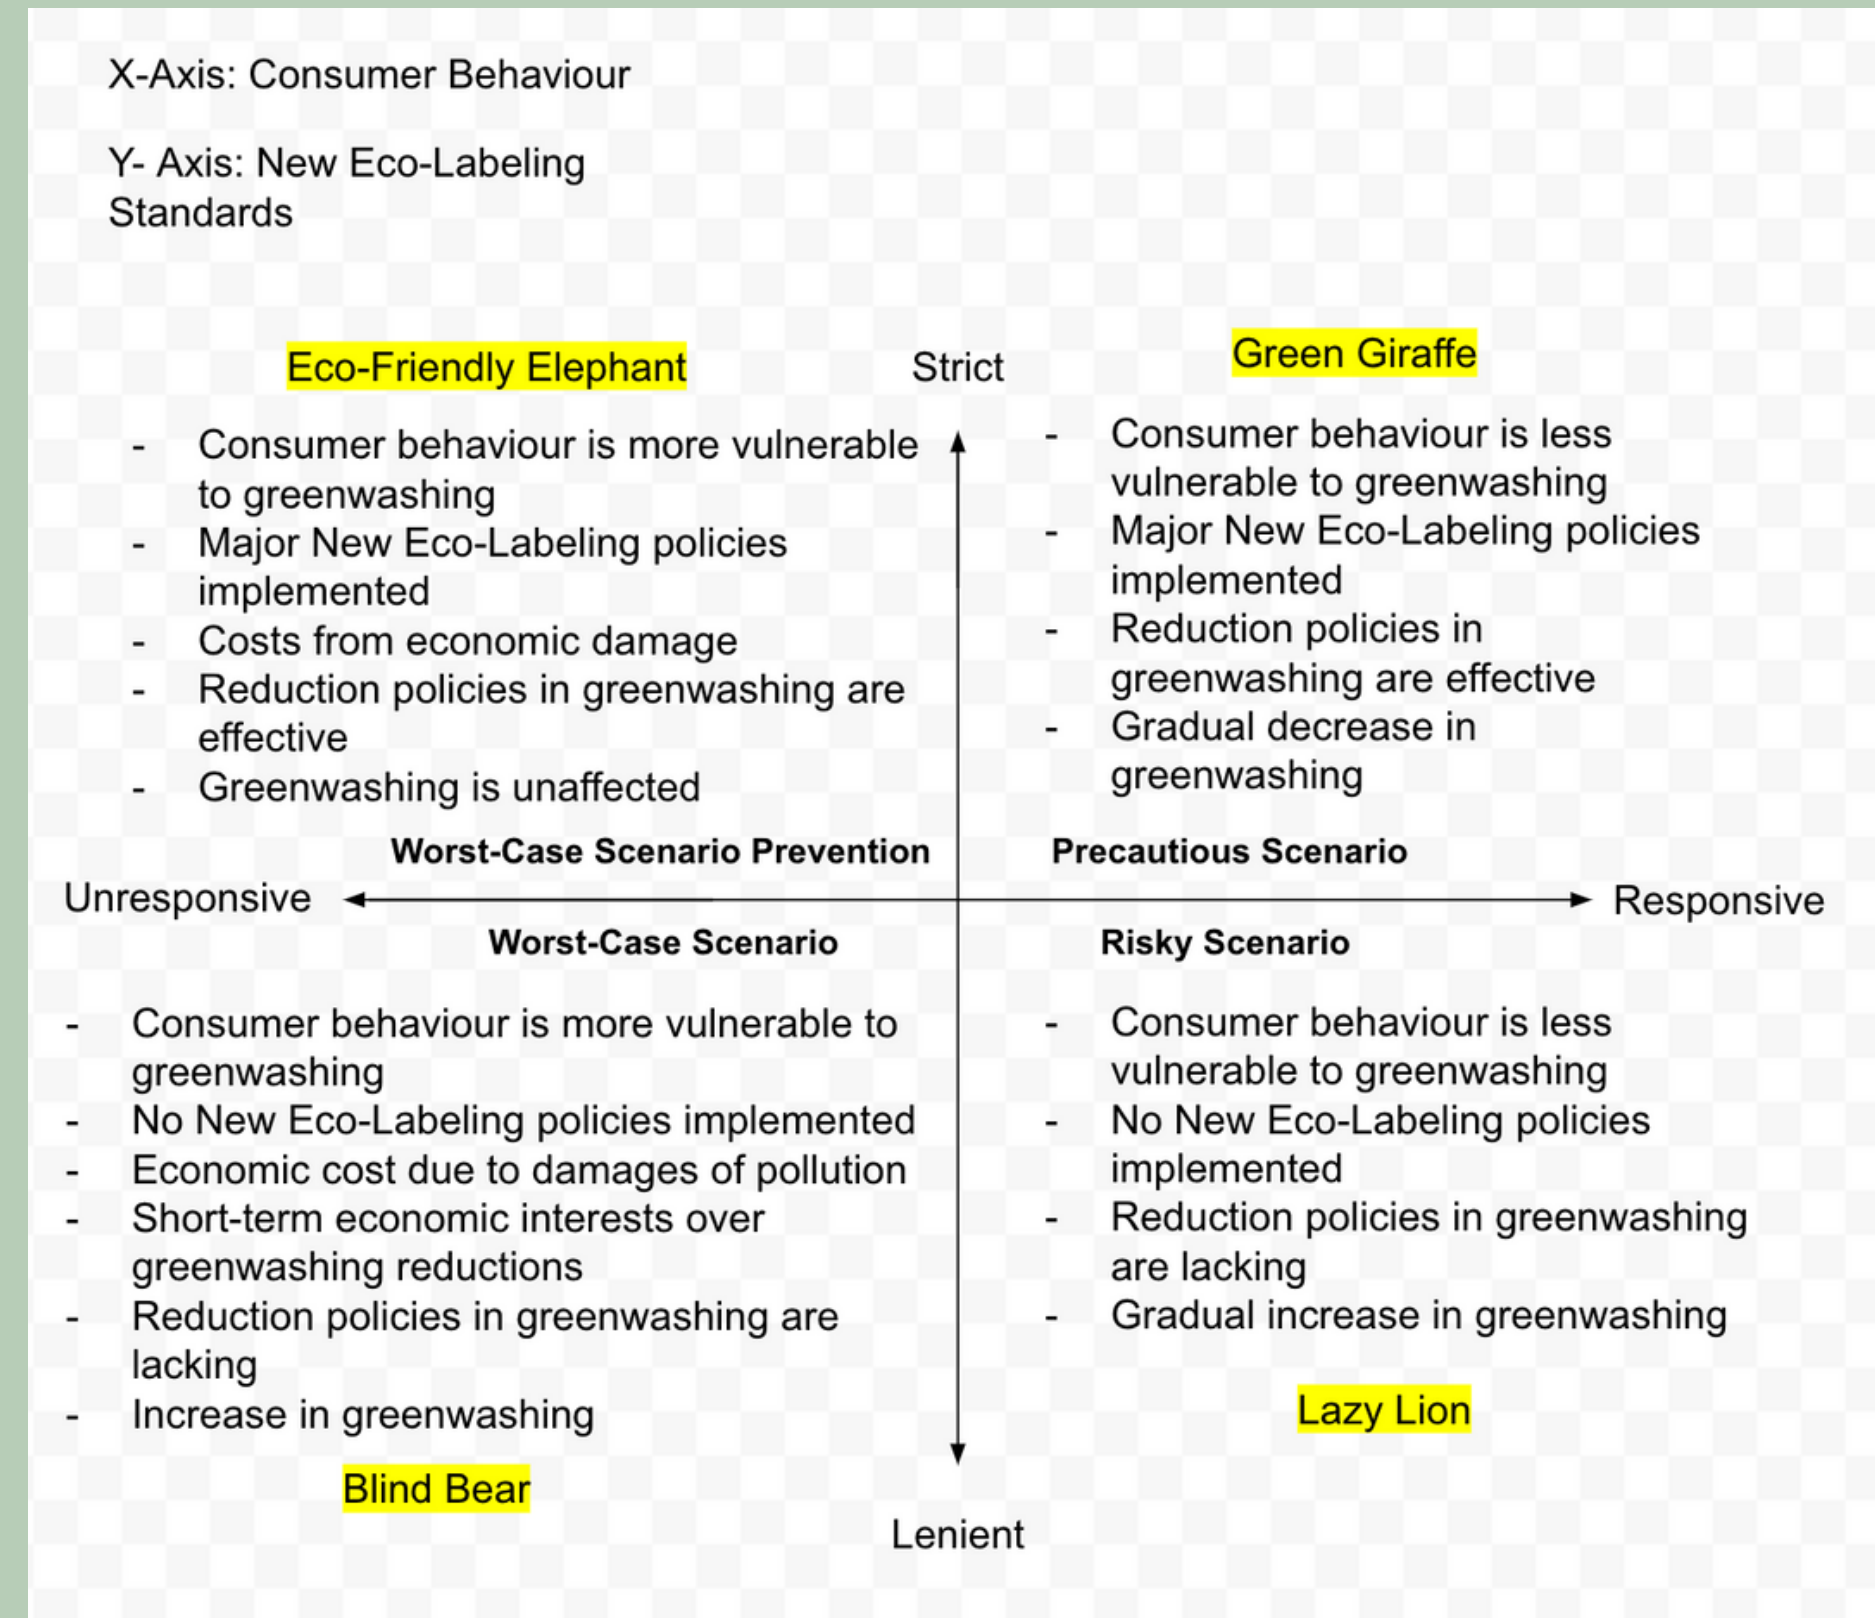 X-Axis: Consumer Behaviour
Y- Axis: New Eco-Labeling
Standards
Eco-Friendly Elephant
- Consumer behaviour is more vulnerable
to greenwashing
- Major New Eco-Labeling policies
implemented
- Costs from economic damage
- Reduction policies in greenwashing are
effective
- Greenwashing is unaffected
Worst-Case Scenario Prevention
Strict
Green Giraffe
- Consumer behaviour is less
vulnerable to greenwashing
- Major New Eco-Labeling policies
implemented
- Reduction policies in
greenwashing are effective
- Gradual decrease in
greenwashing
Precautious Scenario
Unresponsive
Responsive
Worst-Case Scenario
- Consumer behaviour is more vulnerable to
greenwashing
- No New Eco-Labeling policies implemented
- Economic cost due to damages of pollution
- Short-term economic interests over
greenwashing reductions
- Reduction policies in greenwashing are
lacking
- Increase in greenwashing
Blind Bear
Risky Scenario
- Consumer behaviour is less
vulnerable to greenwashing
- No New Eco-Labeling policies
implemented
- Reduction policies in greenwashing
are lacking
- Gradual increase in greenwashing
Lazy Lion
Lenient